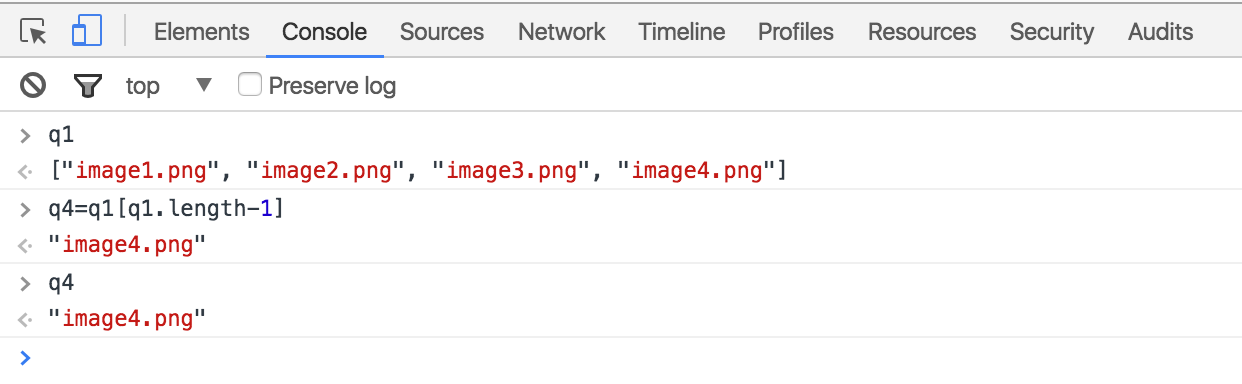 Elements Console Sources Network Timeline Profiles Resources Security Audits
top ▼ Preserve log
> q1
<· ["image1.png", "image2.png", "image3.png", "image4.png"]
> q4=q1[q1.length-1]
<· "image4.png"
> q4
<· "image4.png"
>